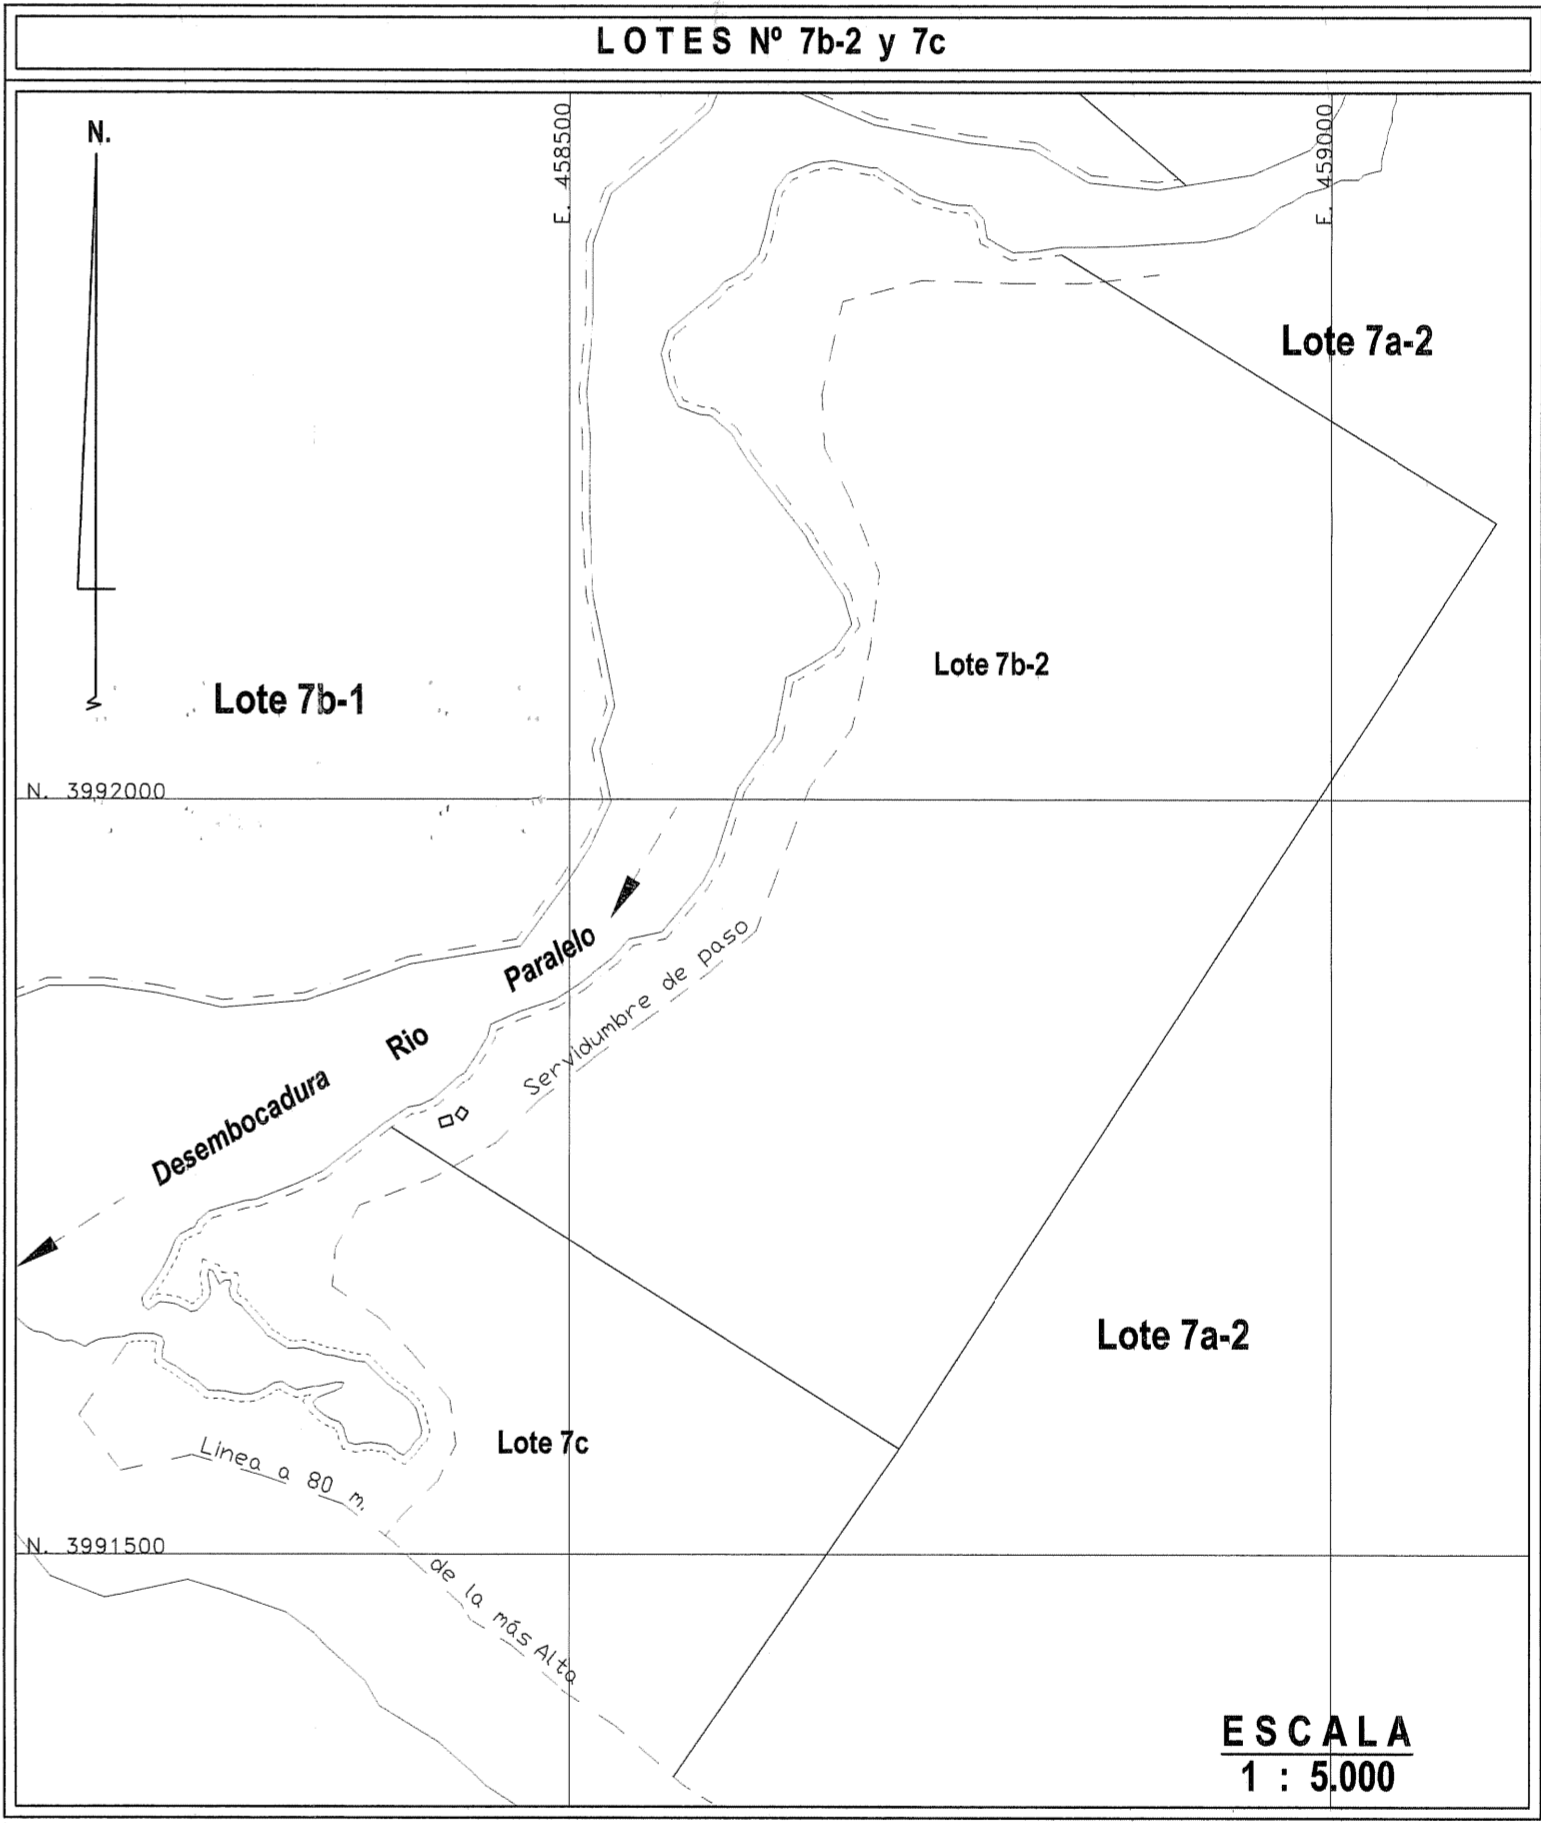 LOTES Nº 7b-2 y 7c
N.
E. 458500
E. 459000
Lote 7a-2
Lote 7b-2
Lote 7b-1
N. 3992000
Paralelo
Servidumbre de paso
Rio
Desembocadura
Lote 7a-2
Lote 7c
Linea a 80 m.
N. 3991500
de la más Alta
ESCALA
1 : 5.000